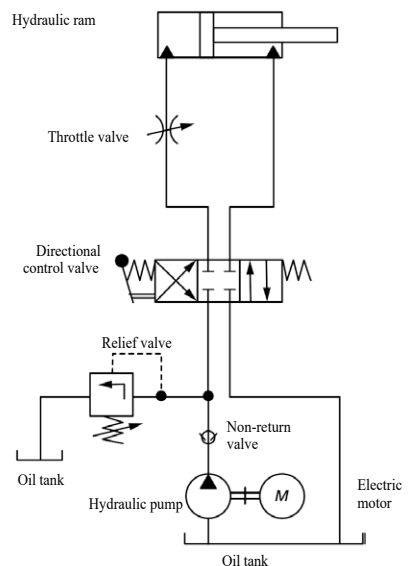 Hydraulic ram
Throttle valve
Directional
control valve
Relief valve
Non-return
valve
Oil tank
Hydraulic pump
M
Electric
motor
Oil tank